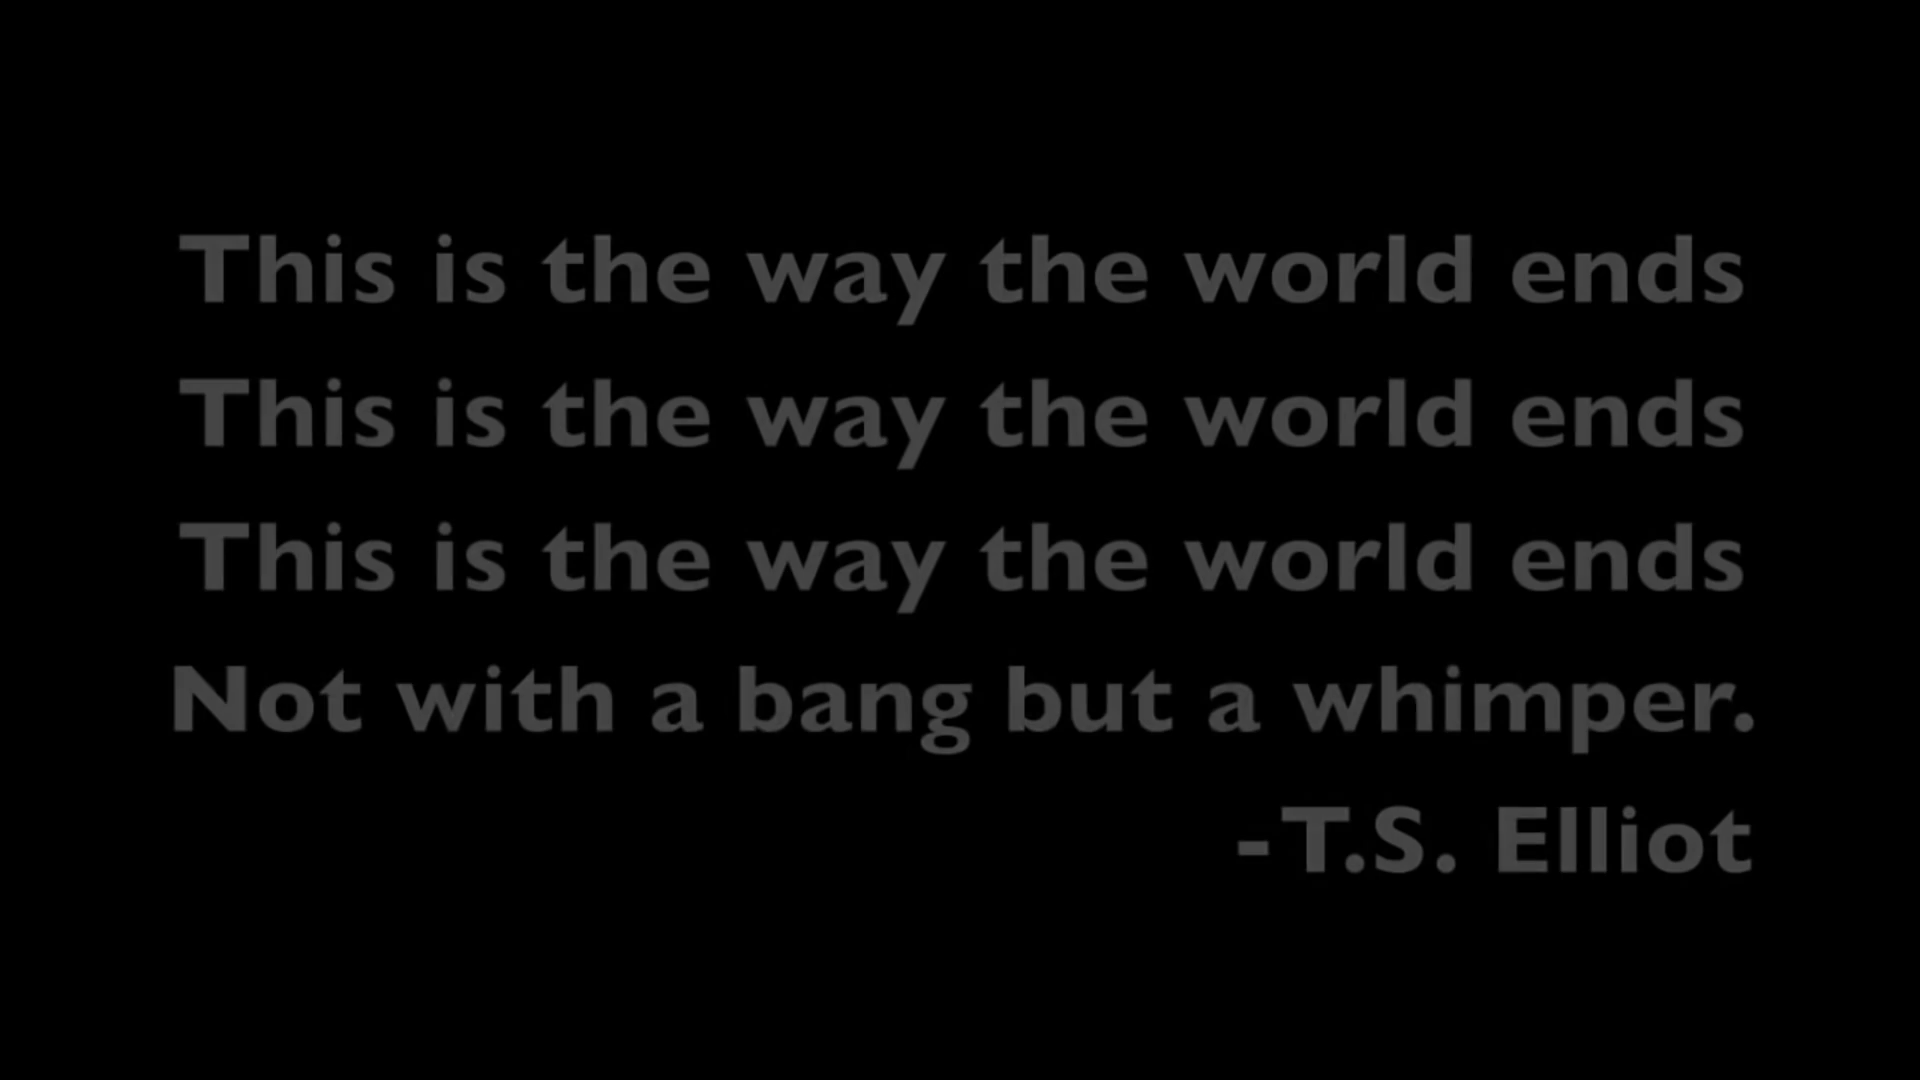 This is the way the world ends
This is the way the world ends
This is the way the world ends
Not with a bang but a whimper.
-T.S. Elliot